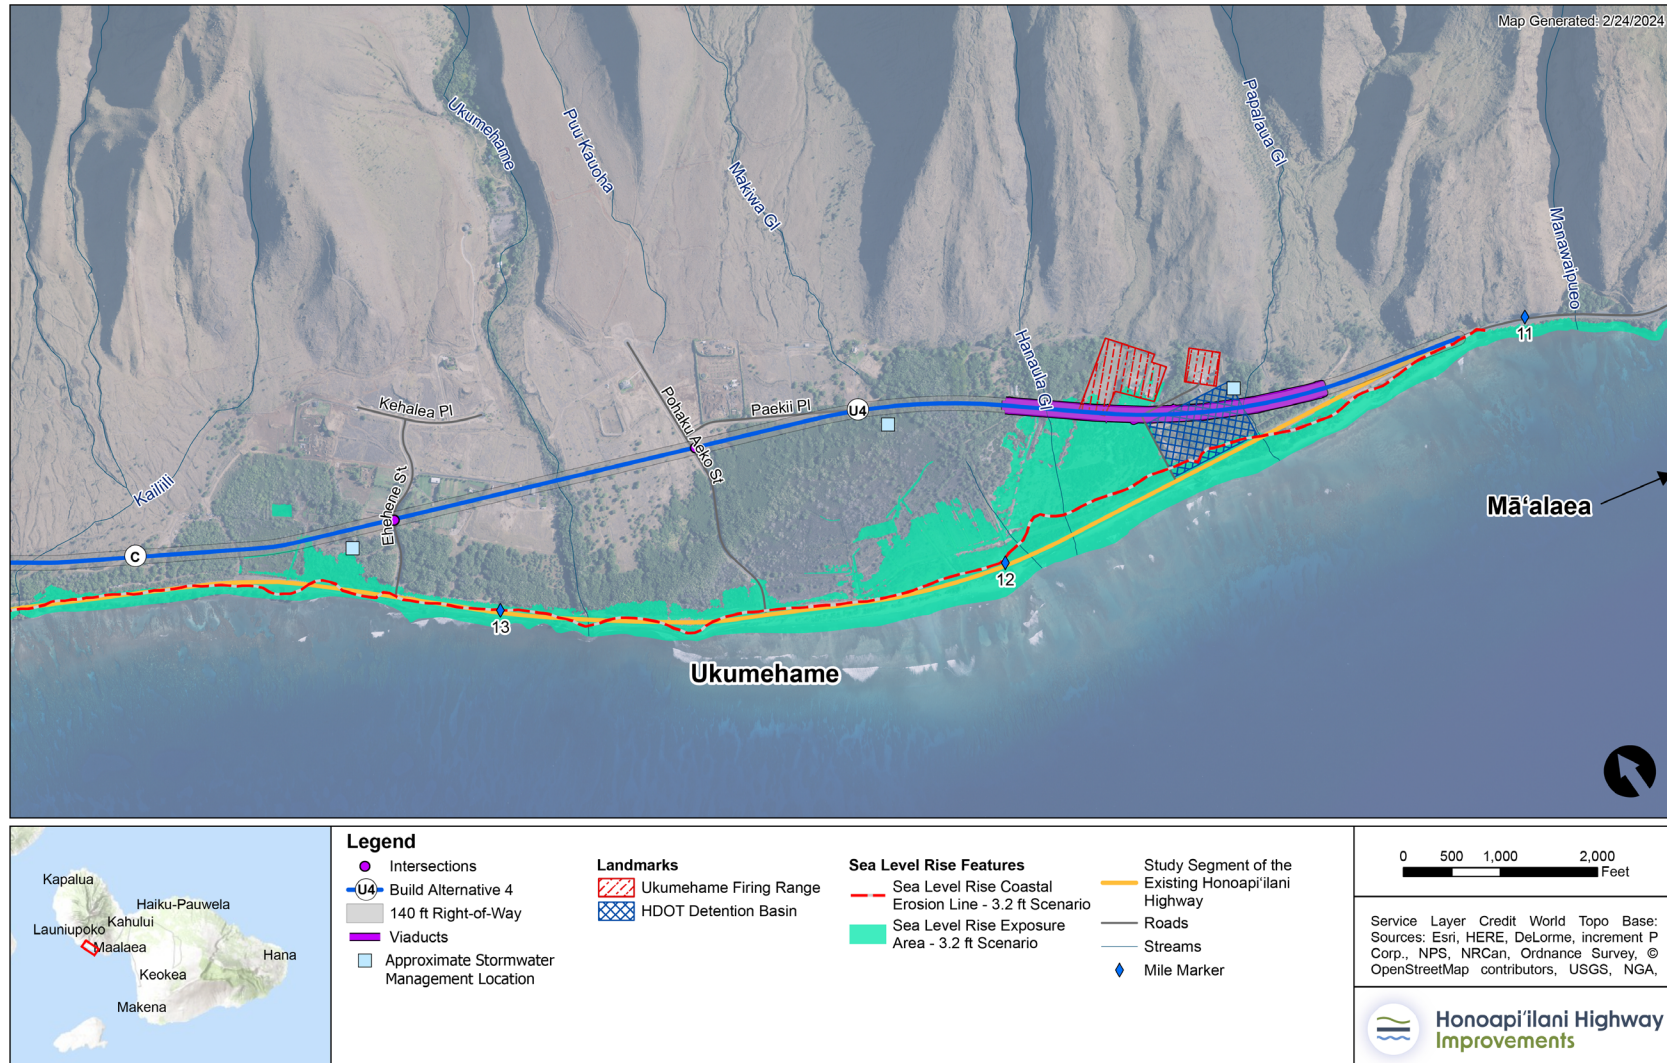 Map Generated: 2/24/2024
Ukumehame
Puu Kauoha
Makiwa Gl
Papalaua Gl
Manawaipueo
Hanaula Gl
11
Kehalea Pl
Pohaku Aeko St
Paekii Pl
U4
Kailiili
Ehehene St
C
Māʻalaea
12
13
Ukumehame
Kapalua
Haiku-Pauwela
Kahului
Launiupoko
Maalaea
Hana
Keokea
Makena
Legend
Intersections
U4 Build Alternative 4
140 ft Right-of-Way
Viaducts
Approximate Stormwater
Management Location
Landmarks
Ukumehame Firing Range
HDOT Detention Basin
Sea Level Rise Features
Sea Level Rise Coastal
Erosion Line - 3.2 ft Scenario
Sea Level Rise Exposure
Area - 3.2 ft Scenario
Study Segment of the
Existing Honoapiʻilani
Highway
Roads
Streams
Mile Marker
0 500 1,000 2,000
Feet
Service Layer Credit World Topo Base:
Sources: Esri, HERE, DeLorme, increment P
Corp., NPS, NRCan, Ordnance Survey, ©
OpenStreetMap contributors, USGS, NGA,
Honoapiʻilani Highway
Improvements